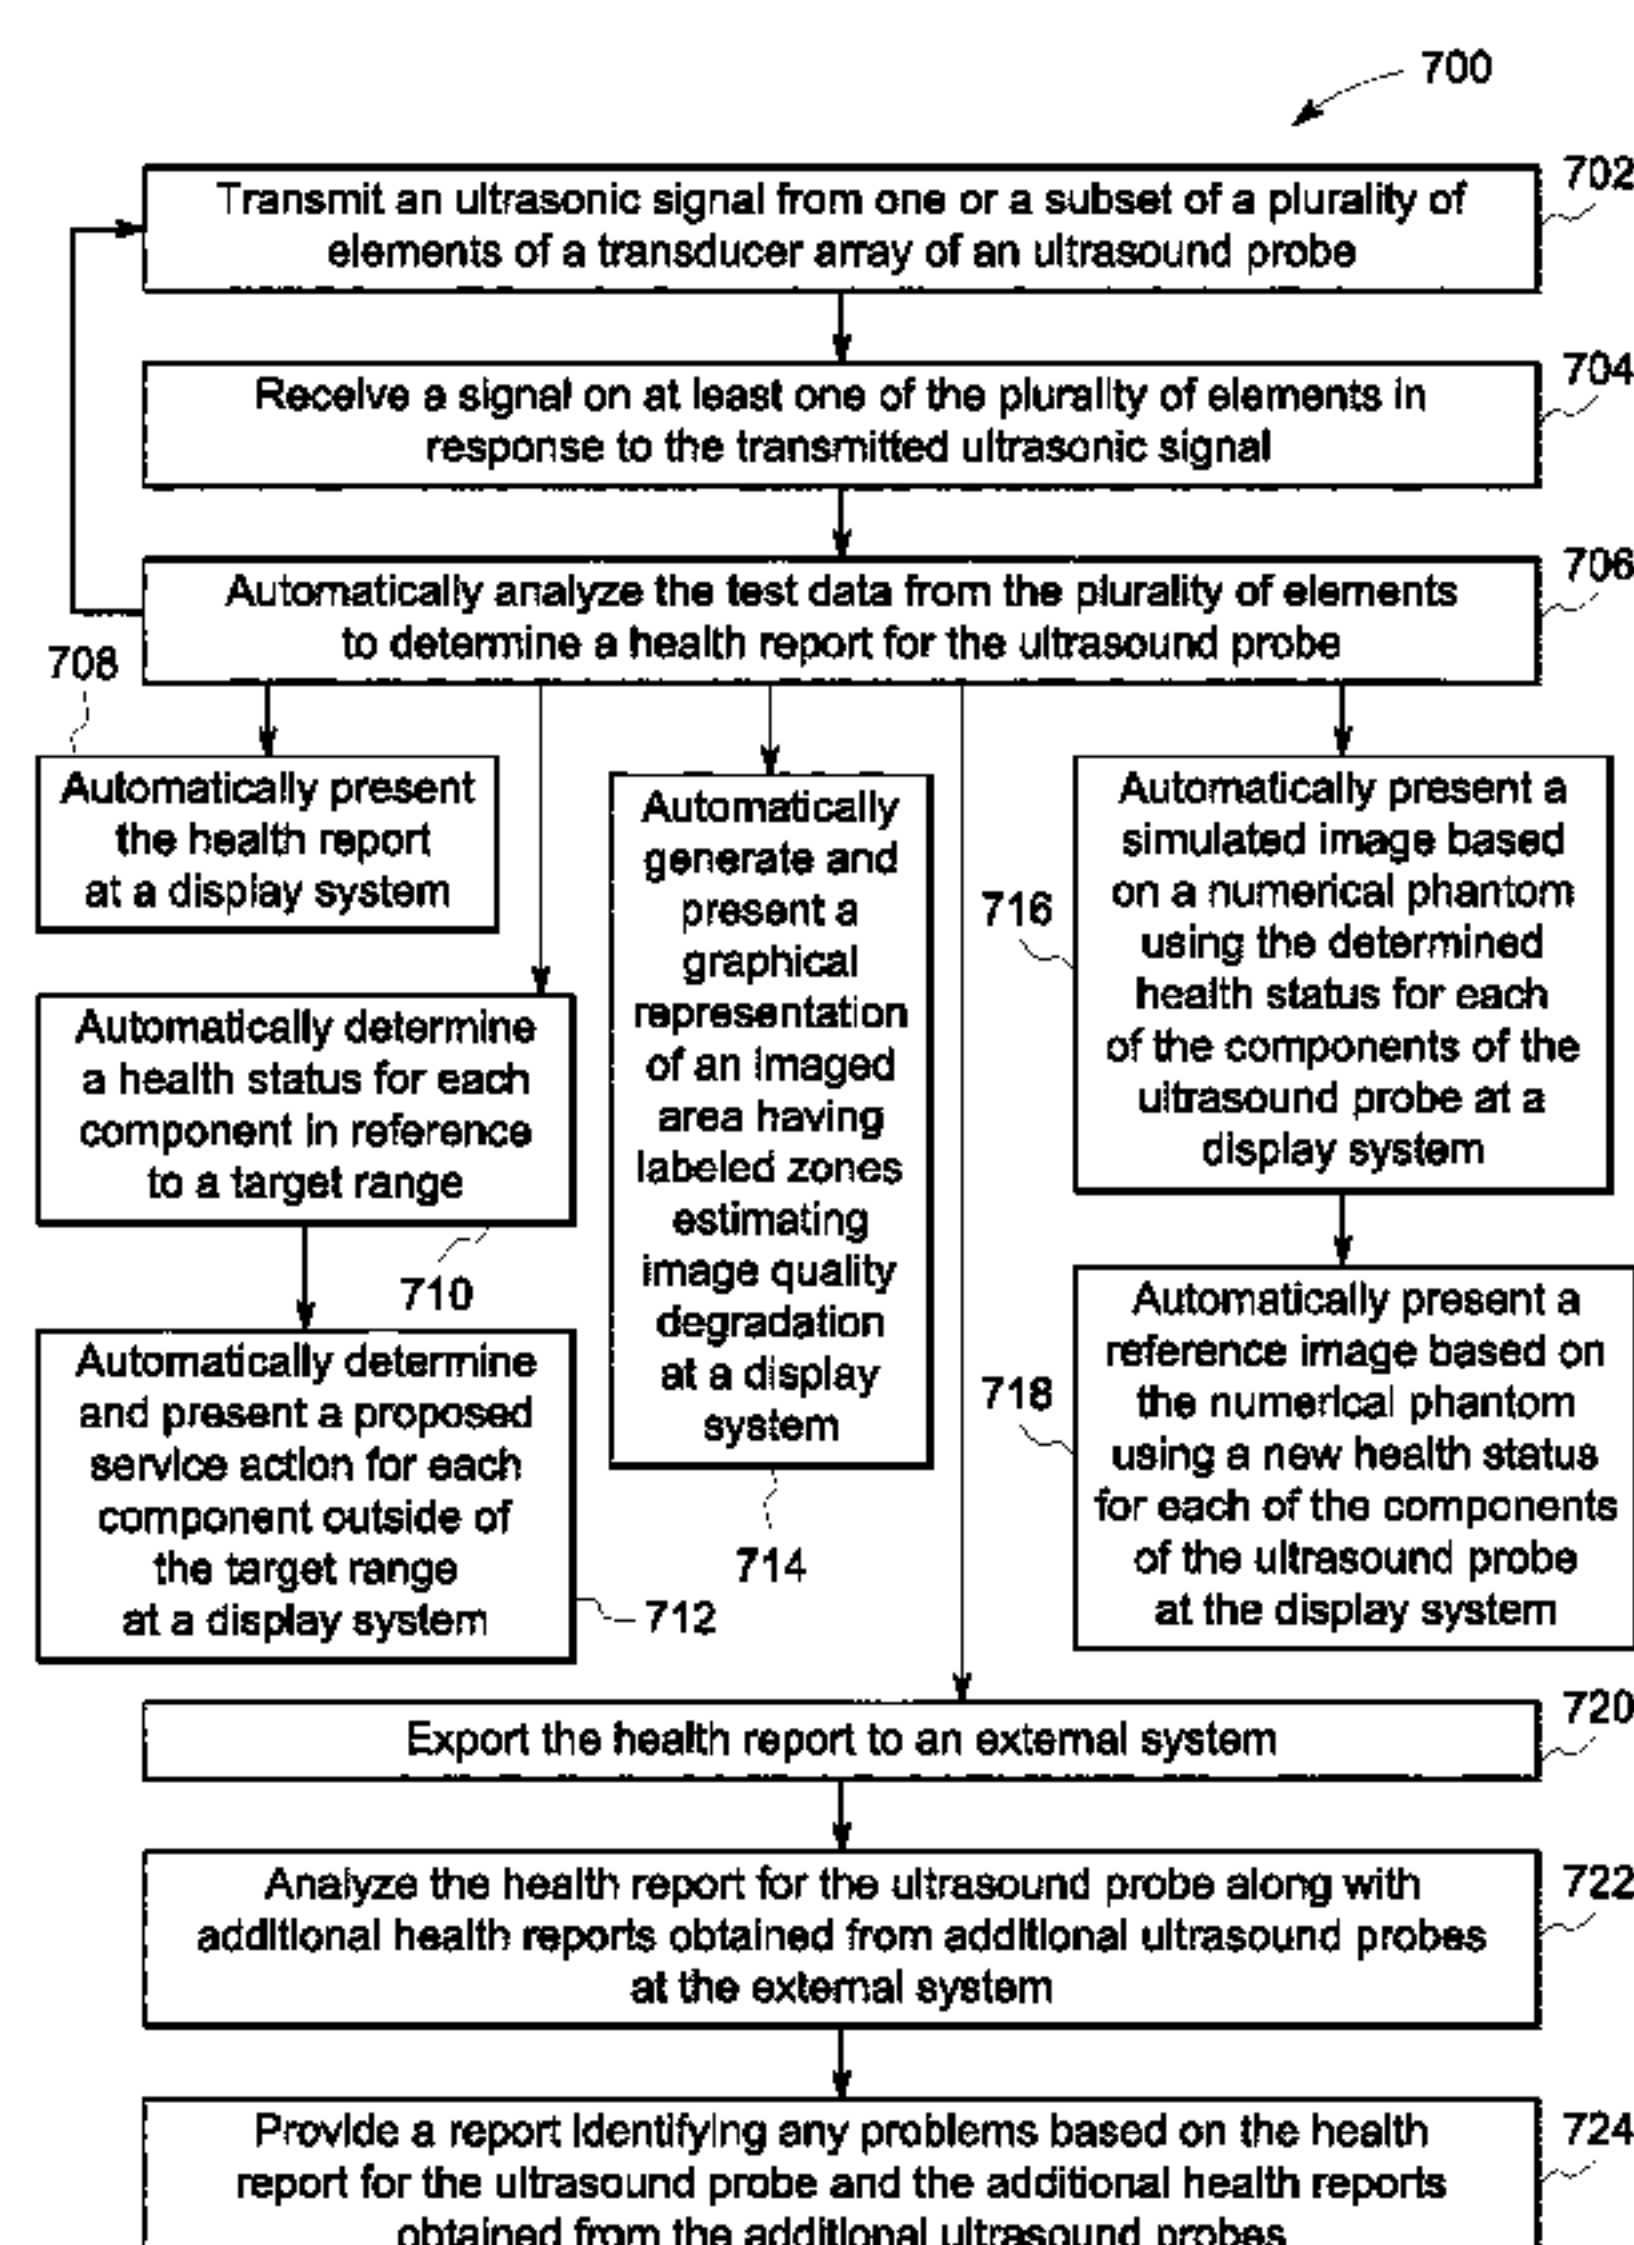 700
702
Transmit an ultrasonic signal from one or a subset of a plurality of
elements of a transducer array of an ultrasound probe
704
Receive a signal on at least one of the plurality of elements in
response to the transmitted ultrasonic signal
706
Automatically analyze the test data from the plurality of elements
to determine a health report for the ultrasound probe
708
Automatically present
the health report
at a display system
Automatically determine
a health status for each
component in reference
to a target range
710
Automatically determine
and present a proposed
service action for each
component outside of
the target range
at a display system
712
Automatically
generate and
present a
graphical
representation
of an imaged
area having
labeled zones
estimating
image quality
degradation
at a display
system
714
716
Automatically present a
simulated image based
on a numerical phantom
using the determined
health status for each
of the components of the
ultrasound probe at a
display system
718
Automatically present a
reference image based on
the numerical phantom
using a new health status
for each of the components
of the ultrasound probe
at the display system
720
Export the health report to an external system
722
Analyze the health report for the ultrasound probe along with
additional health reports obtained from additional ultrasound probes
at the external system
724
Provide a report identifying any problems based on the health
report for the ultrasound probe and the additional health reports
obtained from the additional ultrasound probes